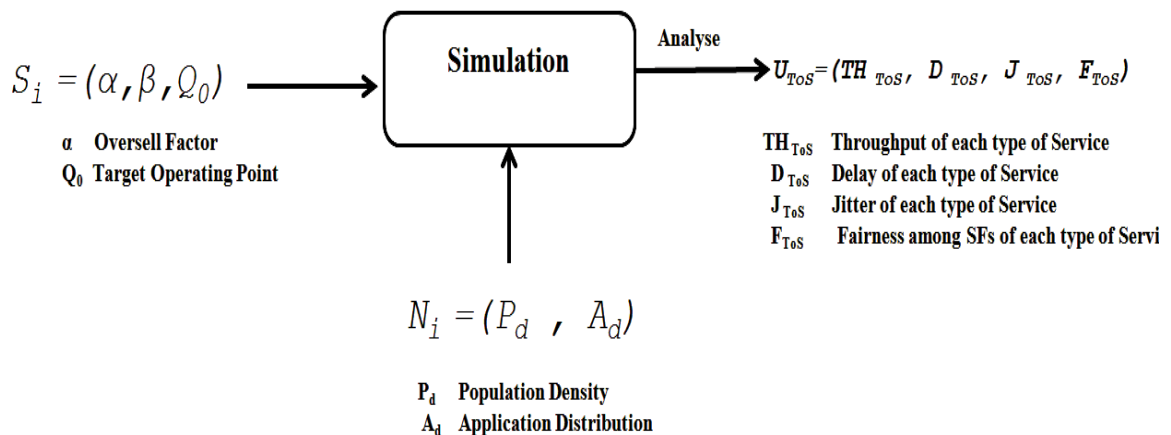 S_i =(α,β,Q_0)
α Oversell Factor
Q_0 Target Operating Point
Simulation
Analyse
U_ToS=(TH_ToS, D_ToS, J_ToS, F_ToS)
TH_ToS Throughput of each type of Service
D_ToS Delay of each type of Service
J_ToS Jitter of each type of Service
F_ToS Fairness among SFs of each type of Servi
N_i =(P_d , A_d)
P_d Population Density
A_d Application Distribution